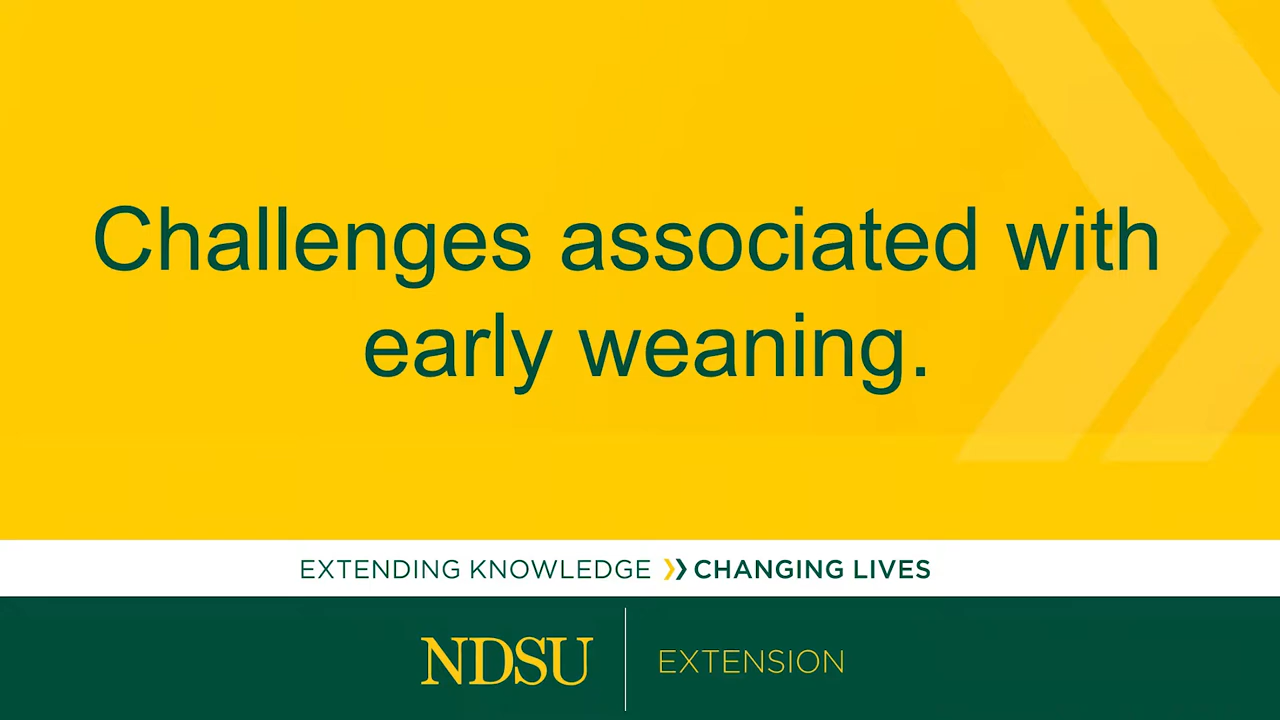 Challenges associated with
early weaning.
EXTENDING KNOWLEDGE CHANGING LIVES
NDSU EXTENSION